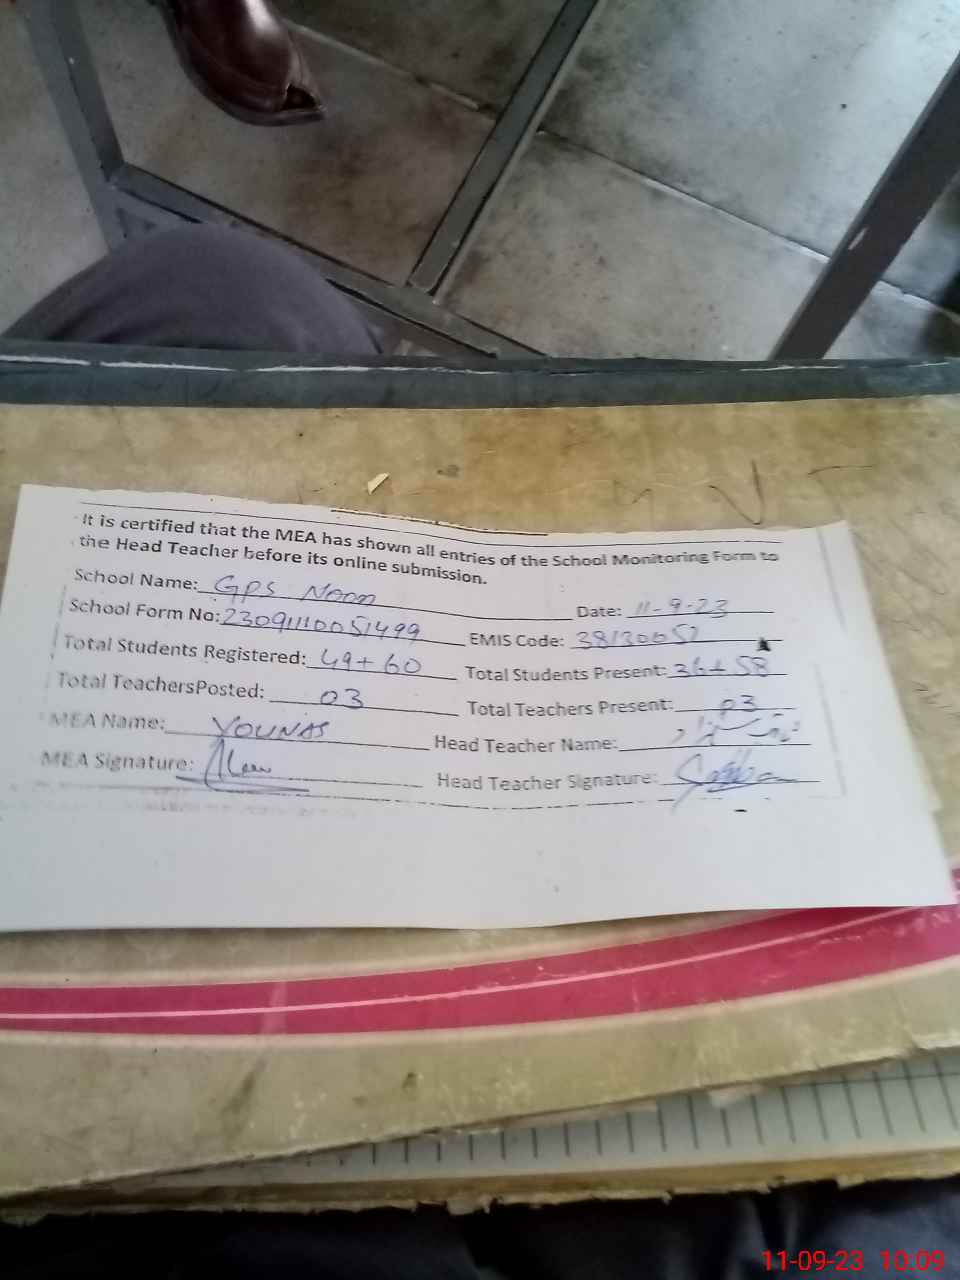 It is certified that the MEA has shown all entries of the School Monitoring Form to
the Head Teacher before its online submission.
School Name: GPS Noon Date: 11-9-23
School Form No: 23091110051499 EMIS Code: 38130051
Total Students Registered: 49+60 Total Students Present: 36+58
Total TeachersPosted: 03 Total Teachers Present: 03
MEA Name: YOUNAS Head Teacher Name:
MEA Signature: Head Teacher Signature:
11-09-23 10:09